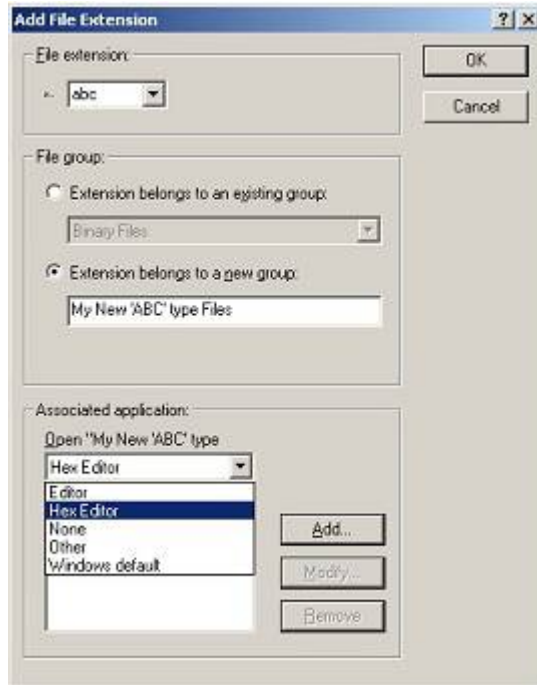 Add File Extension
File extension:
*. abc
OK
Cancel
File group:
Extension belongs to an existing group:
Binary Files
Extension belongs to a new group:
My New 'ABC' type Files
Associated application:
Open "My New 'ABC' type
Hex Editor
Editor
Hex Editor
None
Other
Windows default
Add...
Modify...
Remove